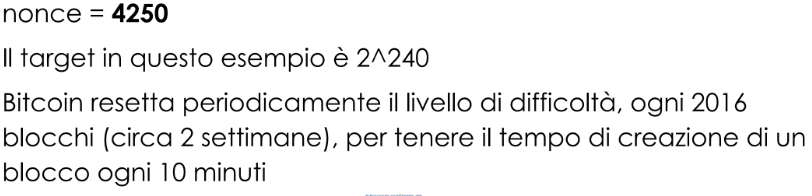 nonce = 4250
Il target in questo esempio è 2^240
Bitcoin resetta periodicamente il livello di difficoltà, ogni 2016
blocchi (circa 2 settimane), per tenere il tempo di creazione di un
blocco ogni 10 minuti